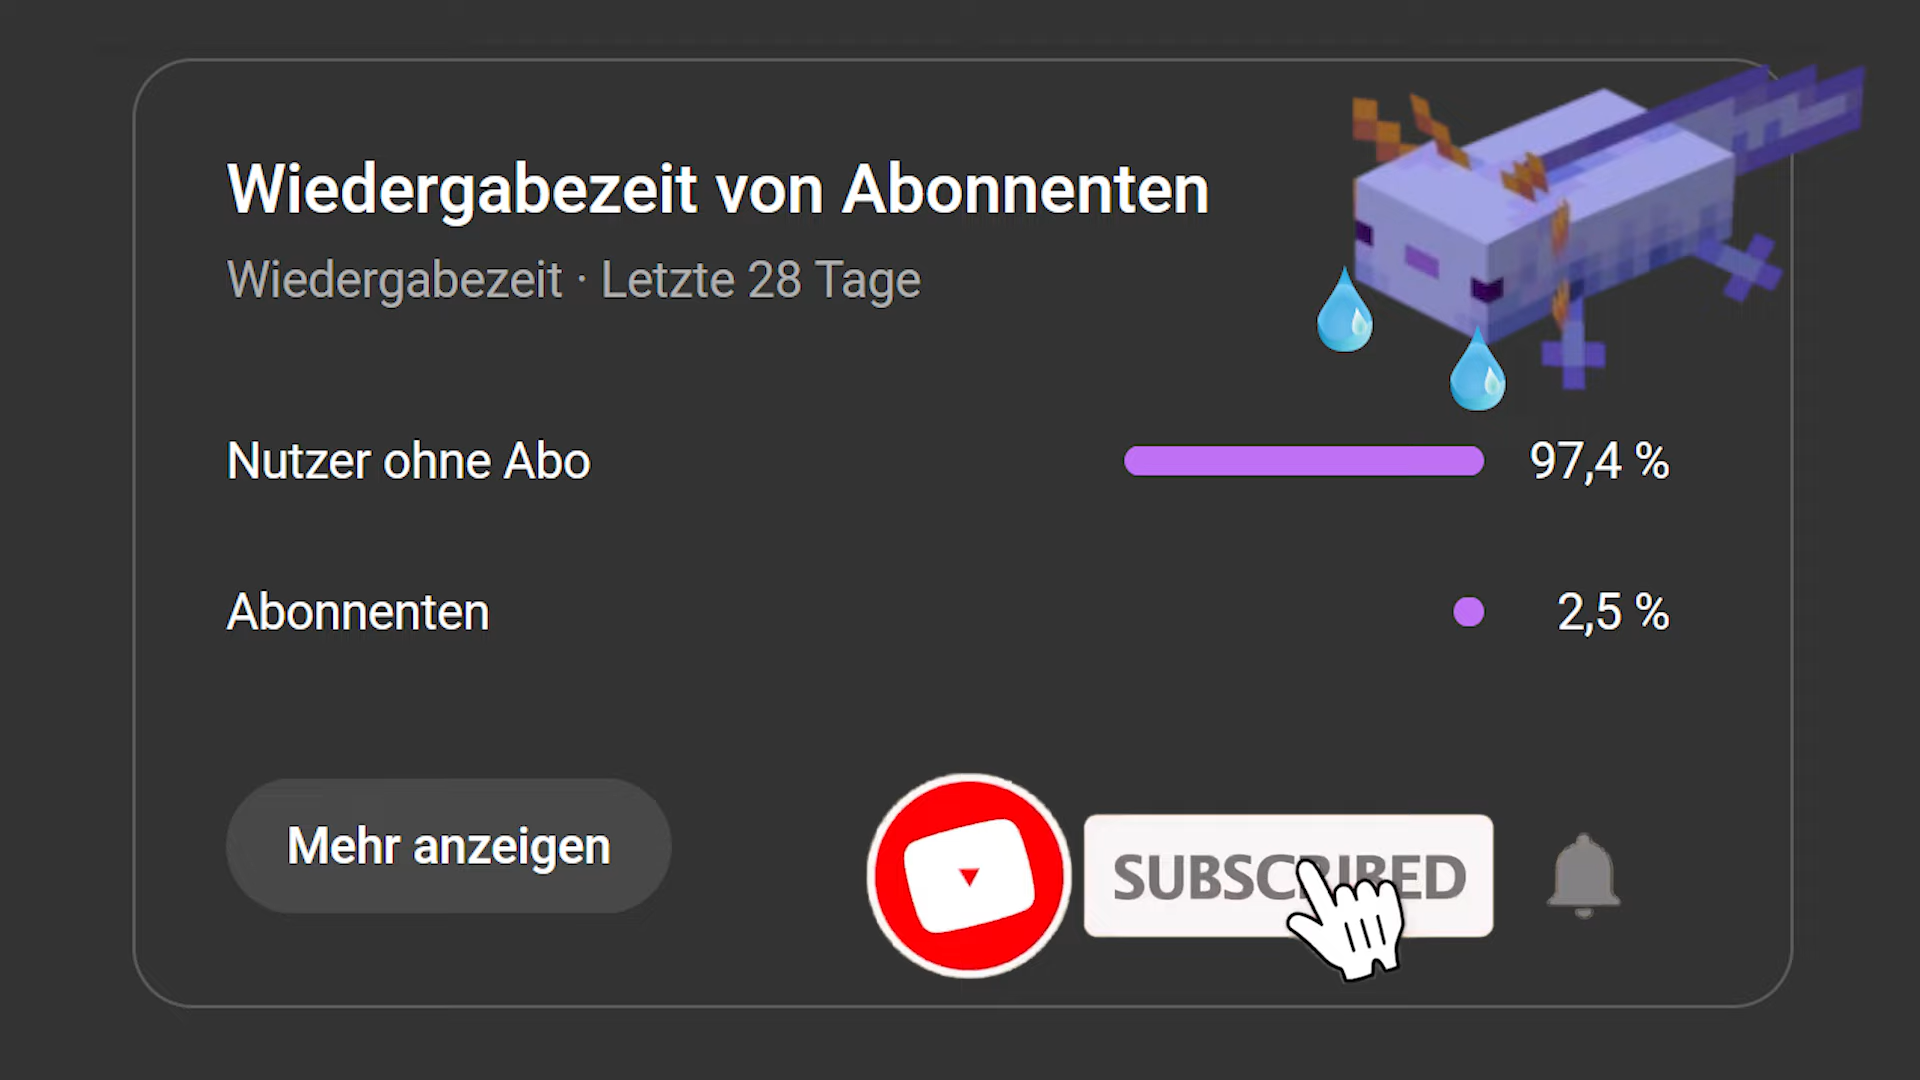 Wiedergabezeit von Abonnenten
Wiedergabezeit · Letzte 28 Tage
Nutzer ohne Abo 97,4 %
Abonnenten 2,5 %
Mehr anzeigen
SUBSCRIBED